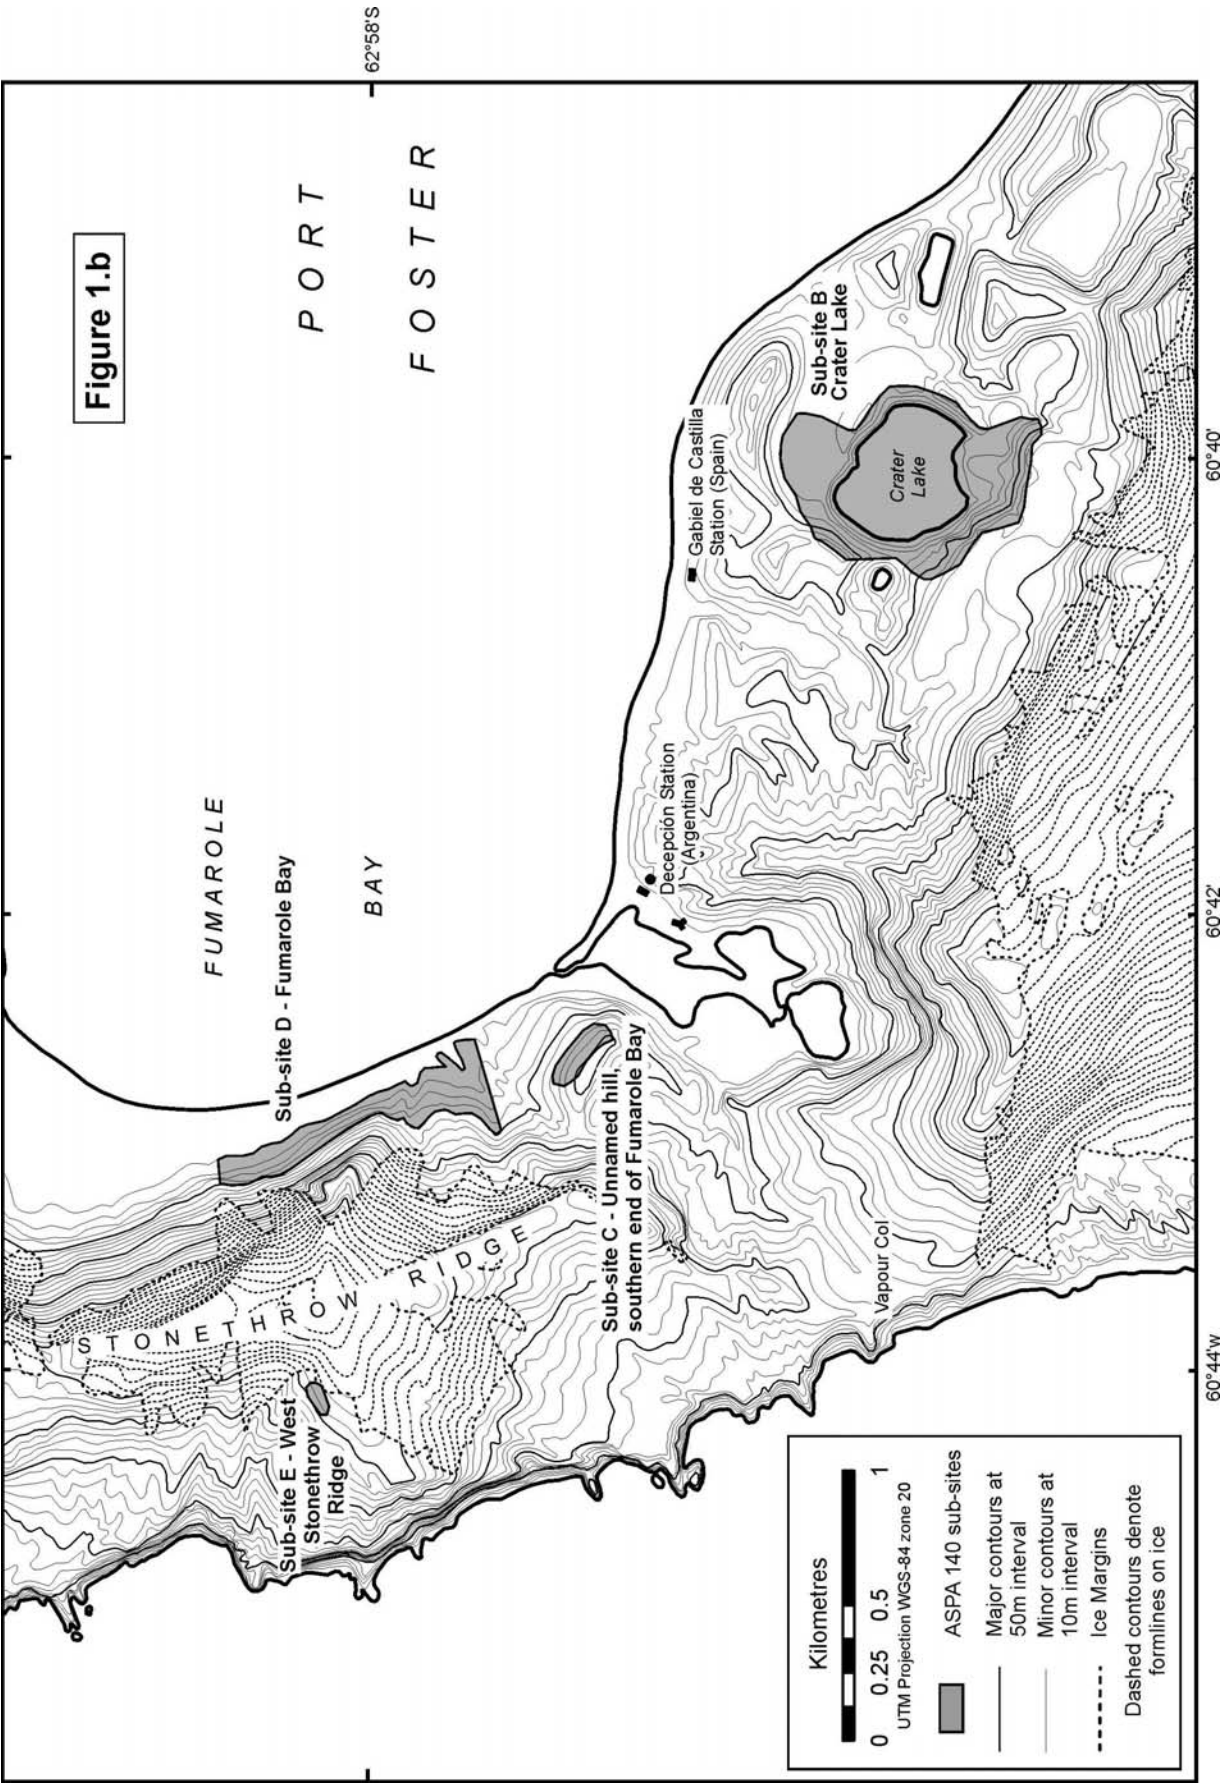 Figure 1.b
62°58'S
PORT
FOSTER
FUMAROLE
BAY
Sub-site D - Fumarole Bay
STONETHROW RIDGE
Sub-site E - West
Stonethrow
Ridge
Sub-site C - Unnamed hill,
southern end of Fumarole Bay
Decepción Station
(Argentina)
Gabiel de Castilla
Station (Spain)
Sub-site B
Crater Lake
Crater
Lake
Vapour Col
60°44'W
60°42'
60°40'
Kilometres
0 0.25 0.5 1
UTM Projection WGS-84 zone 20
ASPA 140 sub-sites
Major contours at
50m interval
Minor contours at
10m interval
Ice Margins
Dashed contours denote
formlines on ice